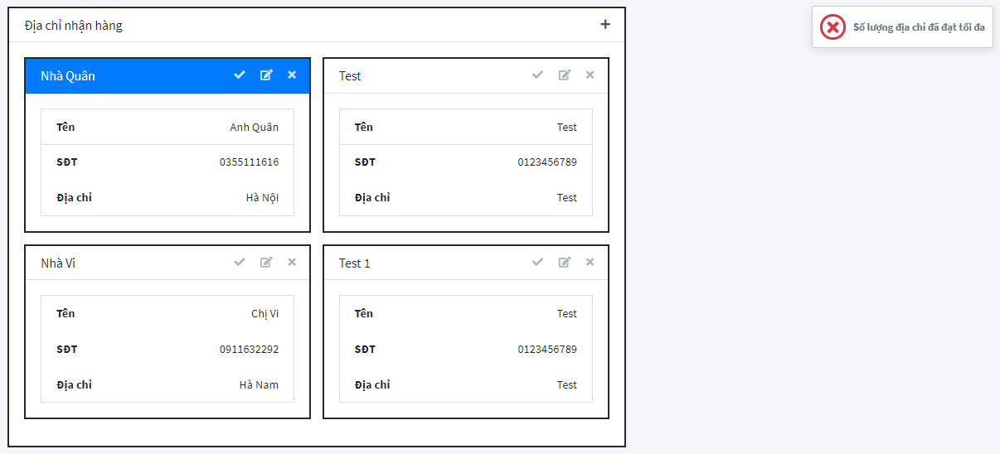 Địa chỉ nhận hàng
Số lượng địa chỉ đã đạt tối đa
Nhà Quân
Tên Anh Quân
SĐT 0355111616
Địa chỉ Hà Nội
Test
Tên Test
SĐT 0123456789
Địa chỉ Test
Nhà Vi
Tên Chị Vi
SĐT 0911632292
Địa chỉ Hà Nam
Test 1
Tên Test
SĐT 0123456789
Địa chỉ Test